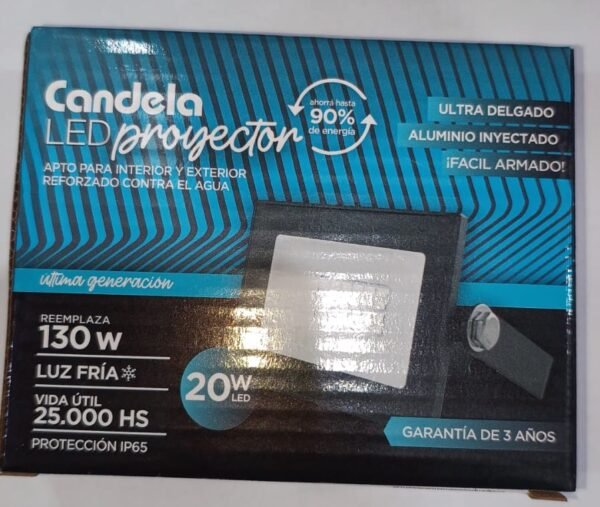 Candela
LED proyector
APTO PARA INTERIOR Y EXTERIOR
REFORZADO CONTRA EL AGUA
ahorrá hasta
90%
de energía
ULTRA DELGADO
ALUMINIO INYECTADO
¡FACIL ARMADO!
ultima generación
REEMPLAZA
130 W
LUZ FRÍA
VIDA ÚTIL
25.000 HS
PROTECCIÓN IP65
20W
LED
GARANTÍA DE 3 AÑOS